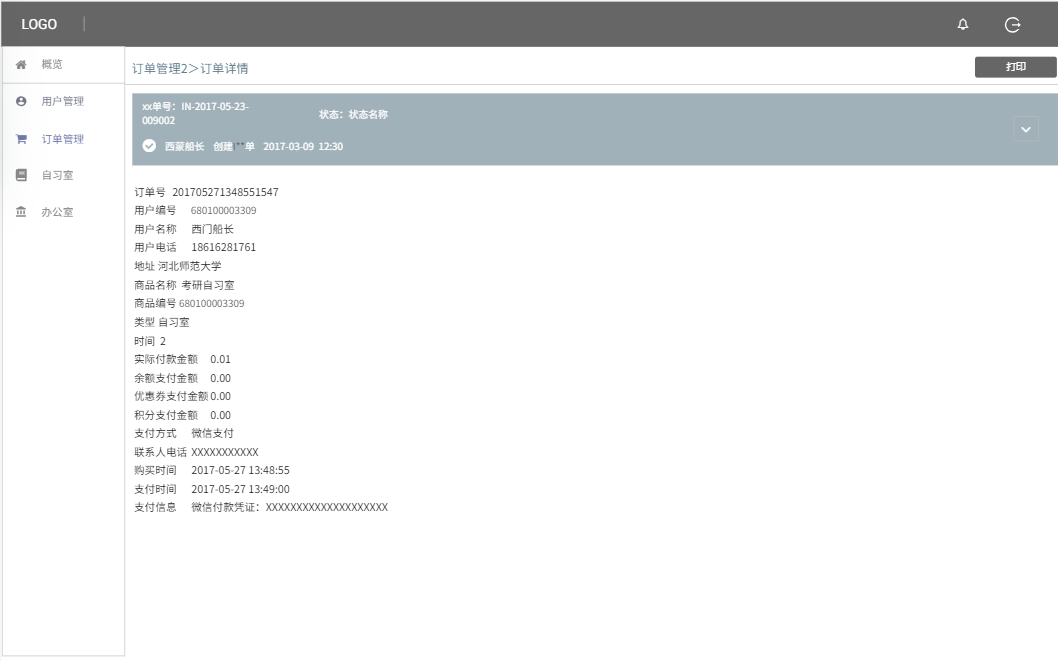 LOGO
概览
用户管理
订单管理
自习室
办公室
订单管理2＞订单详情
打印
xx单号：IN-2017-05-23-
009002
状态：状态名称
西蒙船长 创建**单 2017-03-09 12:30
订单号 201705271348551547
用户编号 680100003309
用户名称 西门船长
用户电话 18616281761
地址 河北师范大学
商品名称 考研自习室
商品编号 680100003309
类型 自习室
时间 2
实际付款金额 0.01
余额支付金额 0.00
优惠券支付金额 0.00
积分支付金额 0.00
支付方式 微信支付
联系人电话 XXXXXXXXXXX
购买时间 2017-05-27 13:48:55
支付时间 2017-05-27 13:49:00
支付信息 微信付款凭证：XXXXXXXXXXXXXXXXXXXX